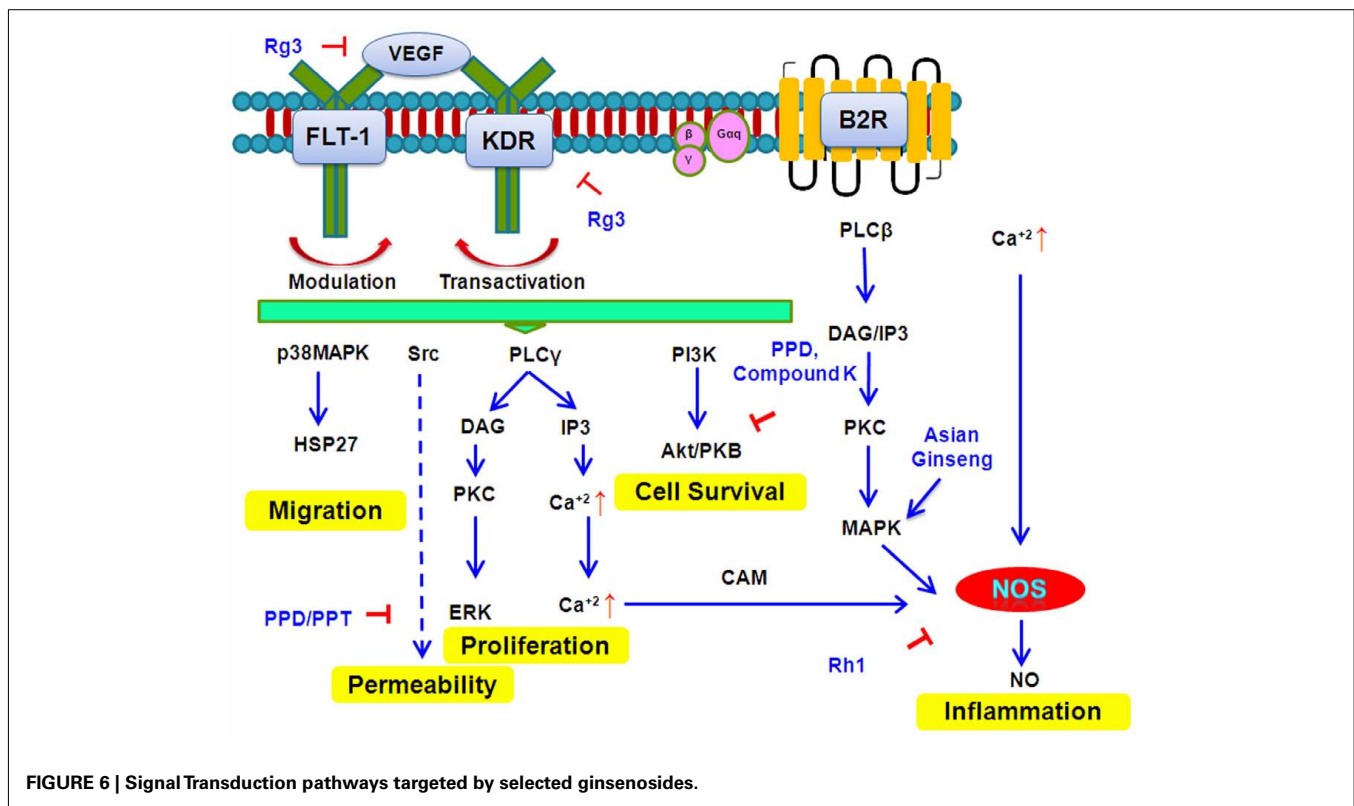 Rg3
VEGF
FLT-1
KDR
β
γ
Gαq
B2R
Rg3
Modulation
Transactivation
PLCβ
Ca+2 ↑
p38MAPK
Src
PLCγ
PI3K
PPD,
Compound K
DAG/IP3
HSP27
DAG
IP3
Akt/PKB
PKC
Asian
Ginseng
Migration
PKC
Ca+2 ↑
Cell Survival
MAPK
CAM
NOS
PPD/PPT
ERK
Ca+2 ↑
Proliferation
Permeability
Rh1
NO
Inflammation
FIGURE 6 | Signal Transduction pathways targeted by selected ginsenosides.